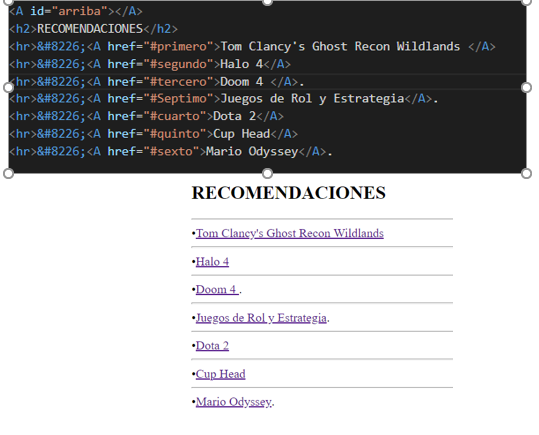 <A id="arriba"></A>
<h2>RECOMENDACIONES</h2>
<hr>&#8226;<A href="#primero">Tom Clancy's Ghost Recon Wildlands </A>
<hr>&#8226;<A href="#segundo">Halo 4</A>
<hr>&#8226;<A href="#tercero">Doom 4 </A>.
<hr>&#8226;<A href="#Septimo">Juegos de Rol y Estrategia</A>.
<hr>&#8226;<A href="#cuarto">Dota 2</A>
<hr>&#8226;<A href="#quinto">Cup Head</A>
<hr>&#8226;<A href="#sexto">Mario Odyssey</A>.
RECOMENDACIONES
•Tom Clancy's Ghost Recon Wildlands
•Halo 4
•Doom 4 .
•Juegos de Rol y Estrategia.
•Dota 2
•Cup Head
•Mario Odyssey.